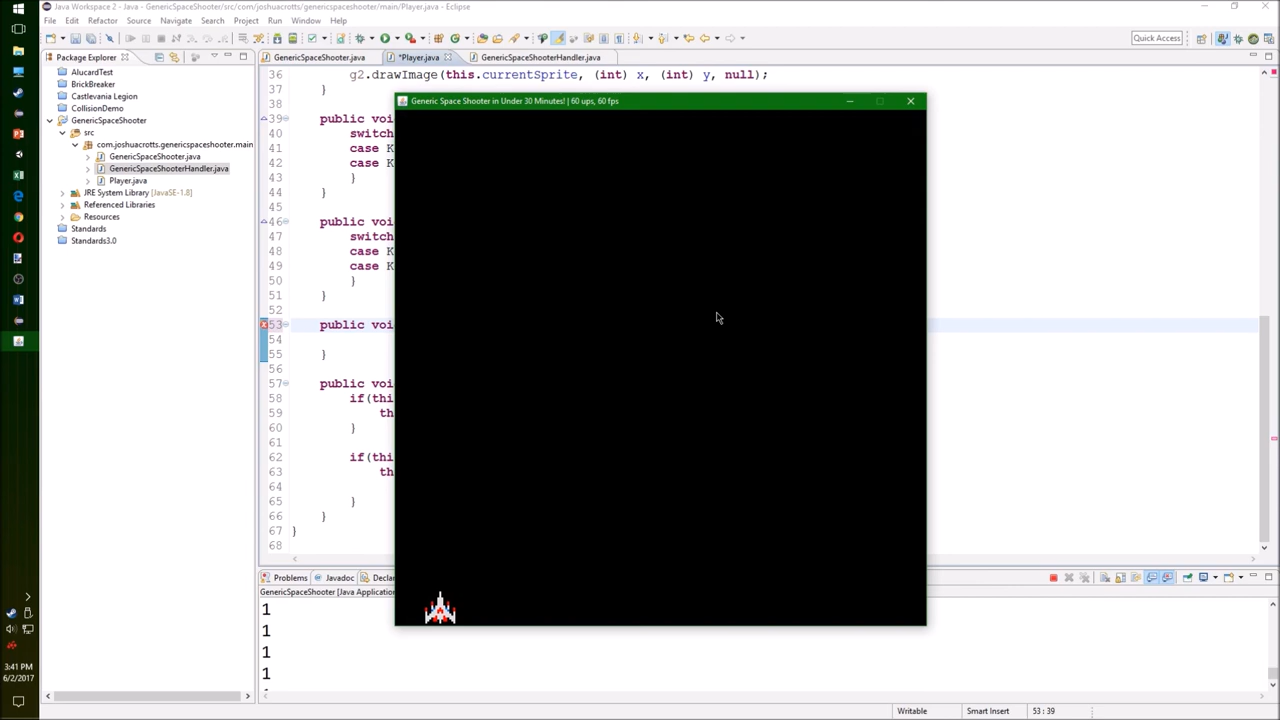 Java Workspace 2 - Java - GenericSpaceShooter/src/com/joshuacrotts/genericspaceshooter/main/Player.java - Eclipse
File Edit Refactor Source Navigate Search Project Run Window Help
Quick Access
Package Explorer
GenericSpaceShooter.java
*Player.java
GenericSpaceShooterHandler.java
AlucardTest
BrickBreaker
Castlevania Legion
CollisionDemo
GenericSpaceShooter
src
com.joshuacrotts.genericspaceshooter.main
GenericSpaceShooter.java
GenericSpaceShooterHandler.java
Player.java
JRE System Library [JavaSE-1.8]
Referenced Libraries
Resources
Standards
Standards3.0
36 g2.drawImage(this.currentSprite, (int) x, (int) y, null);
37 }
38
39 public voi
40 switch
41 case K
42 case K
43 }
44 }
45
46 public voi
47 switch
48 case K
49 case K
50 }
51 }
52
53 public voi
54
55 }
56
57 public voi
58 if(thi
59 th
60 }
61
62 if(thi
63 th
64
65 }
66 }
67 }
68
Generic Space Shooter in Under 30 Minutes! | 60 ups, 60 fps
Problems Javadoc Declar
GenericSpaceShooter [Java Applicatio
1
1
1
1
3:41 PM
6/2/2017
Writable Smart Insert 53 : 39